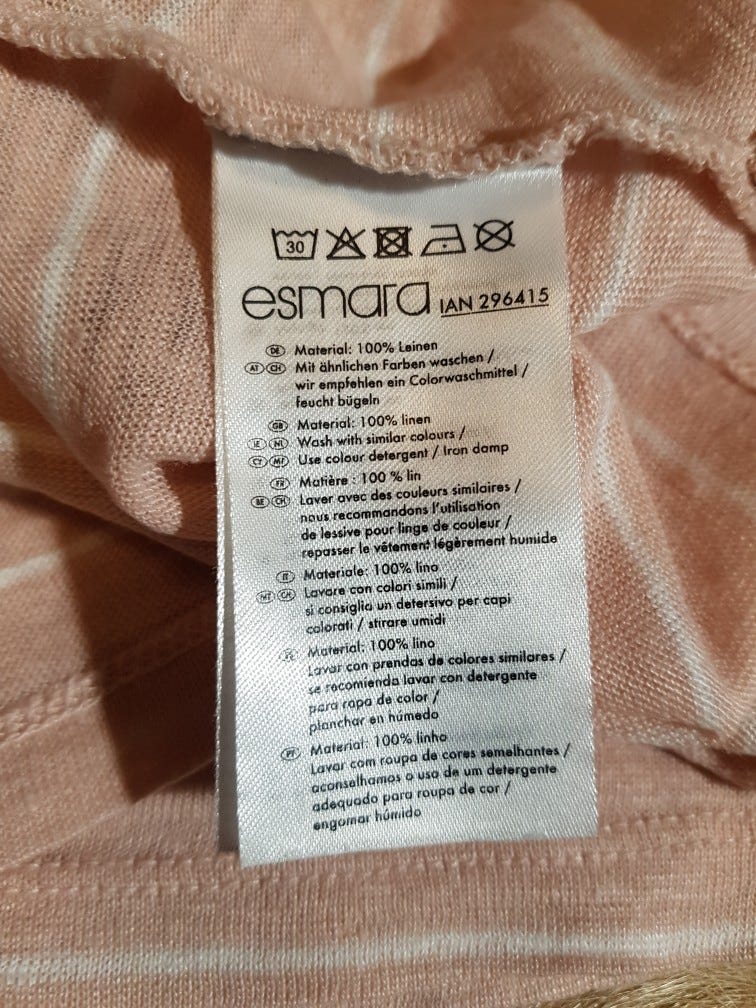 30
esmara IAN 296415
DE Material: 100% Leinen
AT CH Mit ähnlichen Farben waschen /
wir empfehlen ein Colorwaschmittel /
feucht bügeln
GB Material: 100% linen
IE NI Wash with similar colours /
CY MT Use colour detergent / Iron damp
FR Matière : 100 % lin
BE CH Laver avec des couleurs similaires /
nous recommandons l'utilisation
de lessive pour linge de couleur /
repasser le vêtement légèrement humide
IT Materiale: 100% lino
MT CH Lavare con colori simili /
si consiglia un detersivo per capi
colorati / stirare umidi
Material: 100% lino
Lavar con prendas de colores similares /
se recomienda lavar con detergente
para ropa de color /
planchar en húmedo
PT Material: 100% linho
Lavar com roupa de cores semelhantes /
aconselhamos o uso de um detergente
adequado para roupa de cor /
engomar húmido